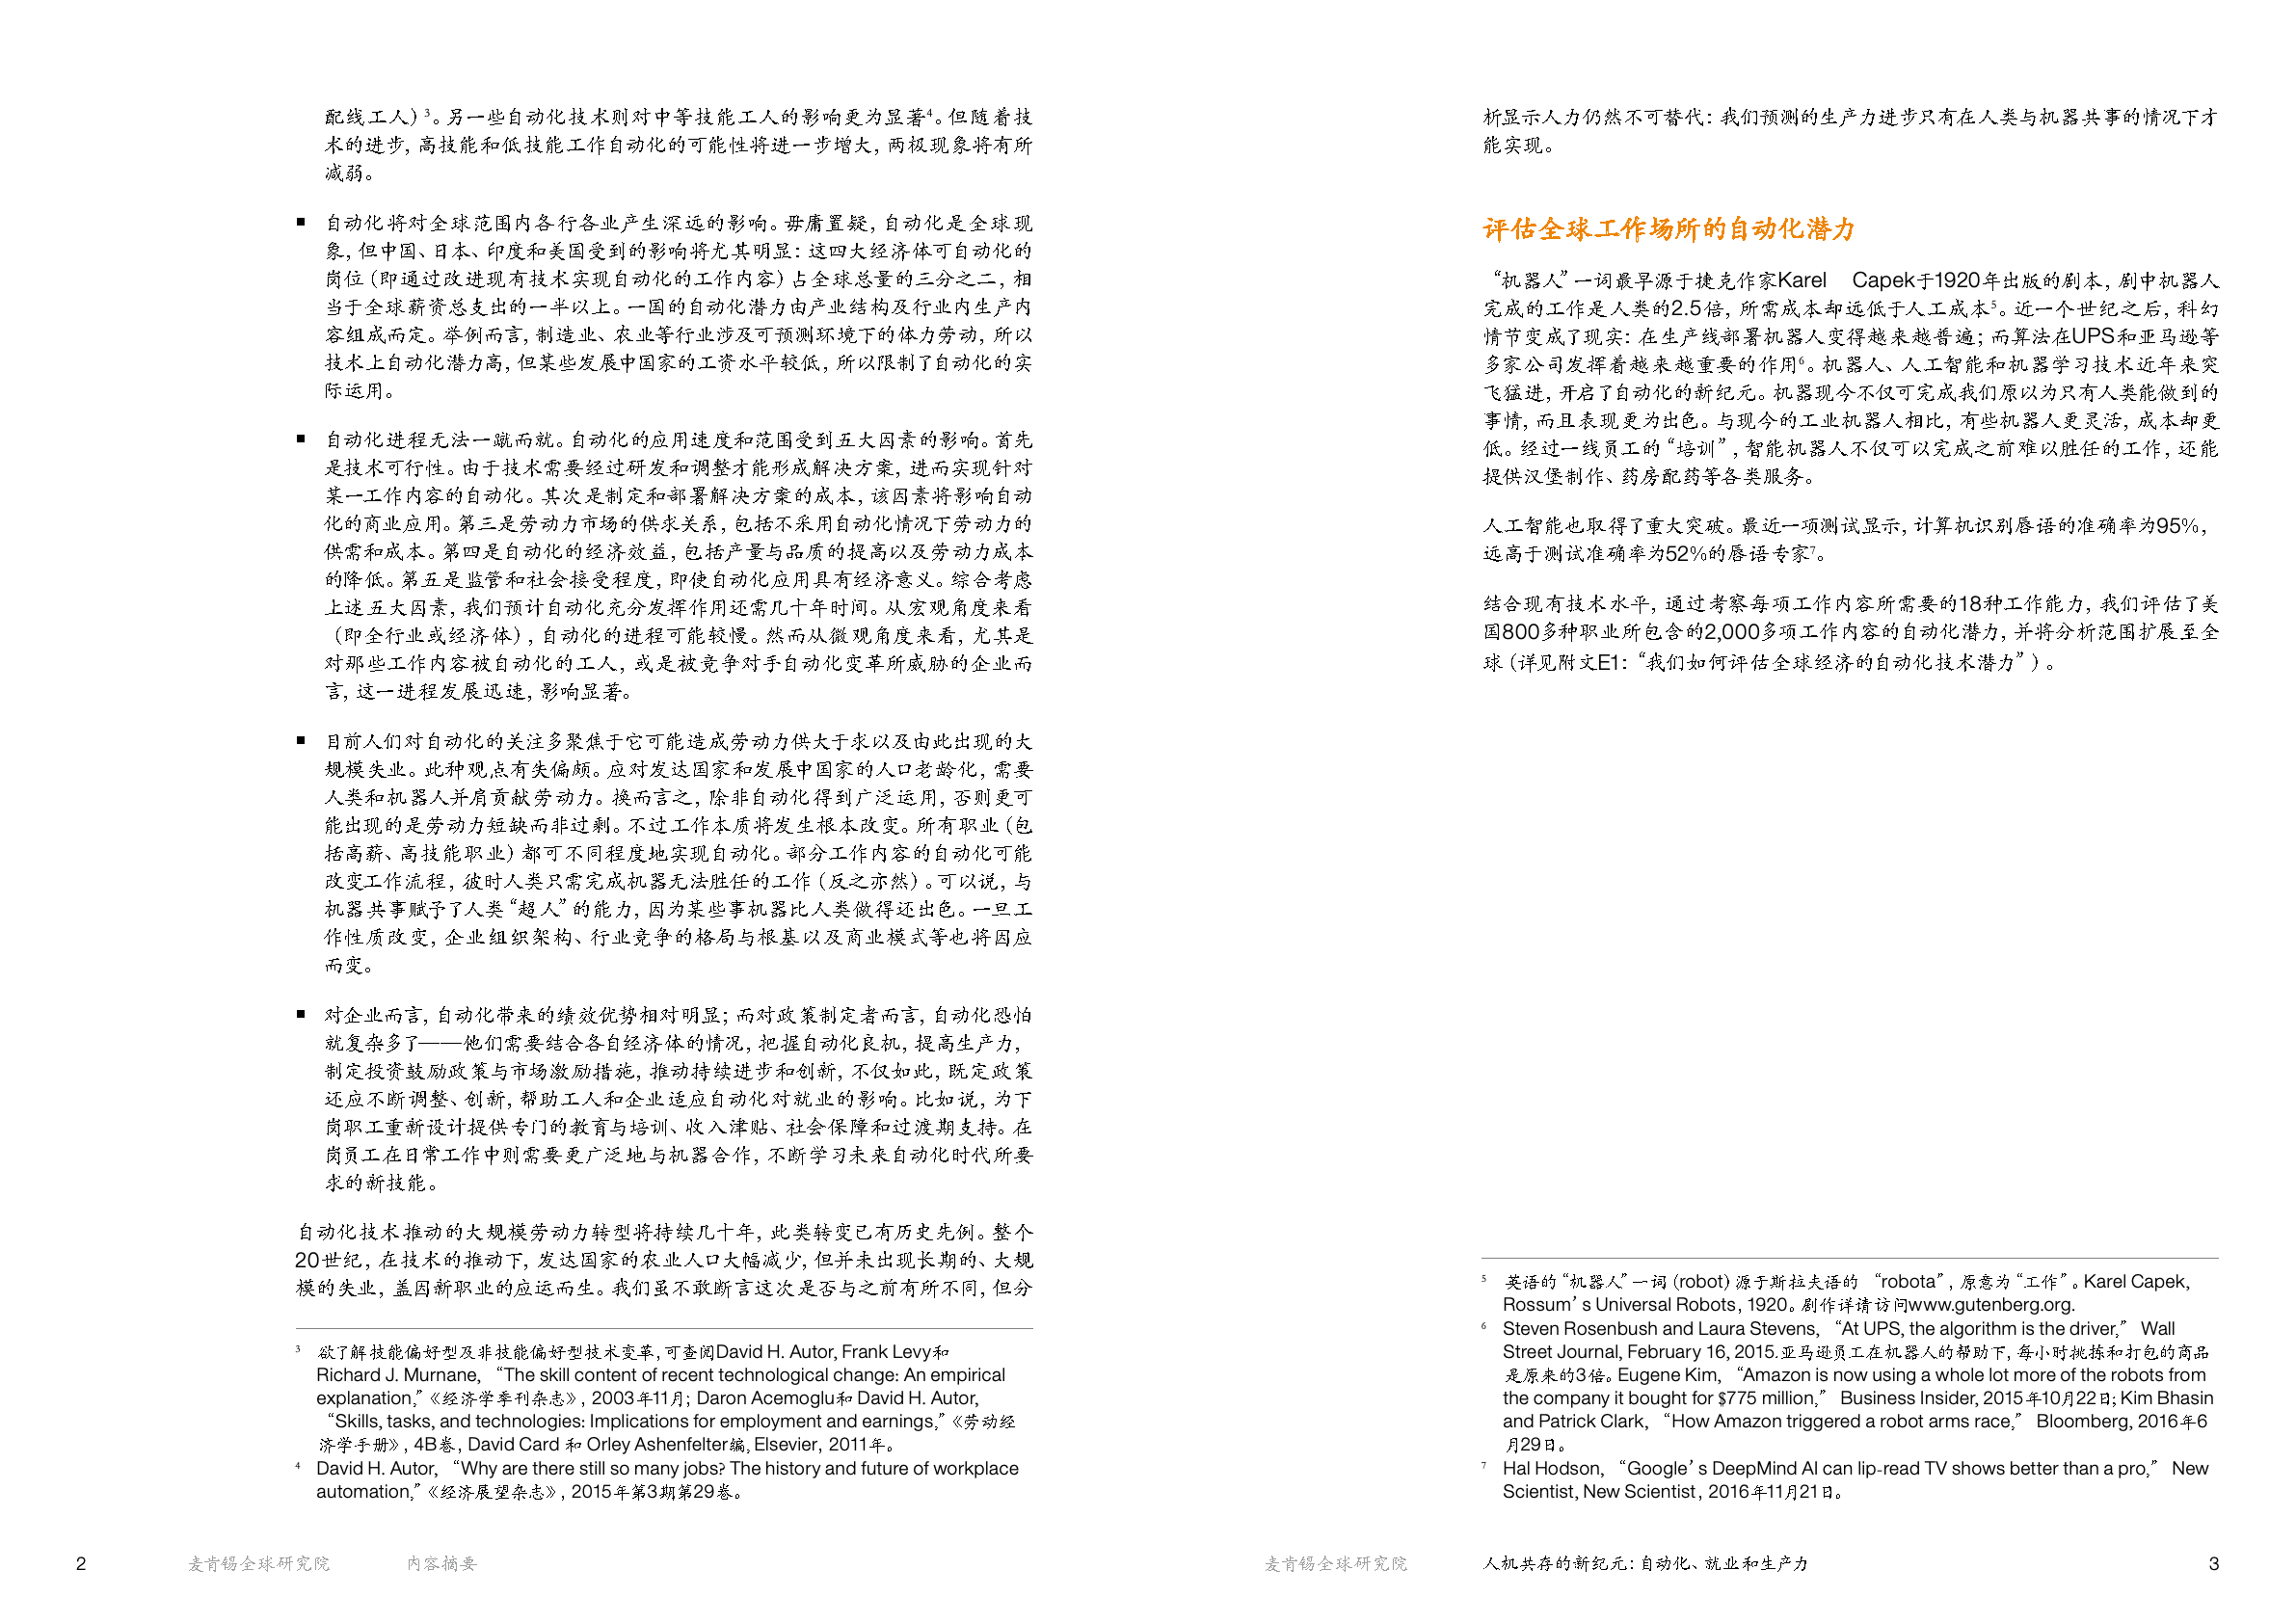 配线工人）3。另一些自动化技术则对中等技能工人的影响更为显著4。但随着技
术的进步，高技能和低技能工作自动化的可能性将进一步增大，两极现象将有所
减弱。
■ 自动化将对全球范围内各行各业产生深远的影响。毋庸置疑，自动化是全球现
象，但中国、日本、印度和美国受到的影响将尤其明显：这四大经济体可自动化的
岗位（即通过改进现有技术实现自动化的工作内容）占全球总量的三分之二，相
当于全球薪资总支出的一半以上。一国的自动化潜力由产业结构及行业内生产内
容组成而定。举例而言，制造业、农业等行业涉及可预测环境下的体力劳动，所以
技术上自动化潜力高，但某些发展中国家的工资水平较低，所以限制了自动化的实
际运用。
■ 自动化进程无法一蹴而就。自动化的应用速度和范围受到五大因素的影响。首先
是技术可行性。由于技术需要经过研发和调整才能形成解决方案，进而实现针对
某一工作内容的自动化。其次是制定和部署解决方案的成本，该因素将影响自动
化的商业应用。第三是劳动力市场的供求关系，包括不采用自动化情况下劳动力的
供需和成本。第四是自动化的经济效益，包括产量与品质的提高以及劳动力成本
的降低。第五是监管和社会接受程度，即使自动化应用具有经济意义。综合考虑
上述五大因素，我们预计自动化充分发挥作用还需几十年时间。从宏观角度来看
（即全行业或经济体），自动化的进程可能较慢。然而从微观角度来看，尤其是
对那些工作内容被自动化的工人，或是被竞争对手自动化变革所威胁的企业而
言，这一进程发展迅速，影响显著。
■ 目前人们对自动化的关注多聚焦于它可能造成劳动力供大于求以及由此出现的大
规模失业。此种观点有失偏颇。应对发达国家和发展中国家的人口老龄化，需要
人类和机器人并肩贡献劳动力。换而言之，除非自动化得到广泛运用，否则更可
能出现的是劳动力短缺而非过剩。不过工作本质将发生根本改变。所有职业（包
括高薪、高技能职业）都可不同程度地实现自动化。部分工作内容的自动化可能
改变工作流程，彼时人类只需完成机器无法胜任的工作（反之亦然）。可以说，与
机器共事赋予了人类“超人”的能力，因为某些事机器比人类做得还出色。一旦工
作性质改变，企业组织架构、行业竞争的格局与根基以及商业模式等也将因应
而变。
■ 对企业而言，自动化带来的绩效优势相对明显；而对政策制定者而言，自动化恐怕
就复杂多了——他们需要结合各自经济体的情况，把握自动化良机，提高生产力，
制定投资鼓励政策与市场激励措施，推动持续进步和创新，不仅如此，既定政策
还应不断调整、创新，帮助工人和企业适应自动化对就业的影响。比如说，为下
岗职工重新设计提供专门的教育与培训、收入津贴、社会保障和过渡期支持。在
岗员工在日常工作中则需要更广泛地与机器合作，不断学习未来自动化时代所要
求的新技能。
自动化技术推动的大规模劳动力转型将持续几十年，此类转变已有历史先例。整个
20世纪，在技术的推动下，发达国家的农业人口大幅减少，但并未出现长期的、大规
模的失业，盖因新职业的应运而生。我们虽不敢断言这次是否与之前有所不同，但分
3 欲了解技能偏好型及非技能偏好型技术变革，可查阅David H. Autor, Frank Levy和
Richard J. Murnane, “The skill content of recent technological change: An empirical
explanation,”《经济学季刊杂志》，2003年11月；Daron Acemoglu和 David H. Autor,
“Skills, tasks, and technologies: Implications for employment and earnings,”《劳动经
济学手册》，4B卷, David Card 和 Orley Ashenfelter编, Elsevier, 2011年。
4 David H. Autor, “Why are there still so many jobs? The history and future of workplace
automation,”《经济展望杂志》，2015年第3期第29卷。
2 麦肯锡全球研究院 内容摘要
析显示人力仍然不可替代：我们预测的生产力进步只有在人类与机器共事的情况下才
能实现。
评估全球工作场所的自动化潜力
“机器人”一词最早源于捷克作家Karel Capek于1920年出版的剧本，剧中机器人
完成的工作是人类的2.5倍，所需成本却远低于人工成本5。近一个世纪之后，科幻
情节变成了现实：在生产线部署机器人变得越来越普遍；而算法在UPS和亚马逊等
多家公司发挥着越来越重要的作用6。机器人、人工智能和机器学习技术近年来突
飞猛进，开启了自动化的新纪元。机器现今不仅可完成我们原以为只有人类能做到的
事情，而且表现更为出色。与现今的工业机器人相比，有些机器人更灵活，成本却更
低。经过一线员工的“培训”，智能机器人不仅可以完成之前难以胜任的工作，还能
提供汉堡制作、药房配药等各类服务。
人工智能也取得了重大突破。最近一项测试显示，计算机识别唇语的准确率为95%，
远高于测试准确率为52%的唇语专家7。
结合现有技术水平，通过考察每项工作内容所需要的18种工作能力，我们评估了美
国800多种职业所包含的2,000多项工作内容的自动化潜力，并将分析范围扩展至全
球（详见附文E1：“我们如何评估全球经济的自动化技术潜力”）。
5 英语的“机器人”一词（robot）源于斯拉夫语的 “robota”，原意为“工作”。Karel Capek,
Rossum’s Universal Robots, 1920。剧作详请访问www.gutenberg.org.
6 Steven Rosenbush and Laura Stevens, “At UPS, the algorithm is the driver,” Wall
Street Journal, February 16, 2015.亚马逊员工在机器人的帮助下，每小时挑拣和打包的商品
是原来的3倍。Eugene Kim, “Amazon is now using a whole lot more of the robots from
the company it bought for $775 million,” Business Insider, 2015年10月22日；Kim Bhasin
and Patrick Clark, “How Amazon triggered a robot arms race,” Bloomberg, 2016年6
月29日。
7 Hal Hodson, “Google’s DeepMind AI can lip-read TV shows better than a pro,” New
Scientist, New Scientist, 2016年11月21日。
麦肯锡全球研究院 人机共存的新纪元：自动化、就业和生产力 3